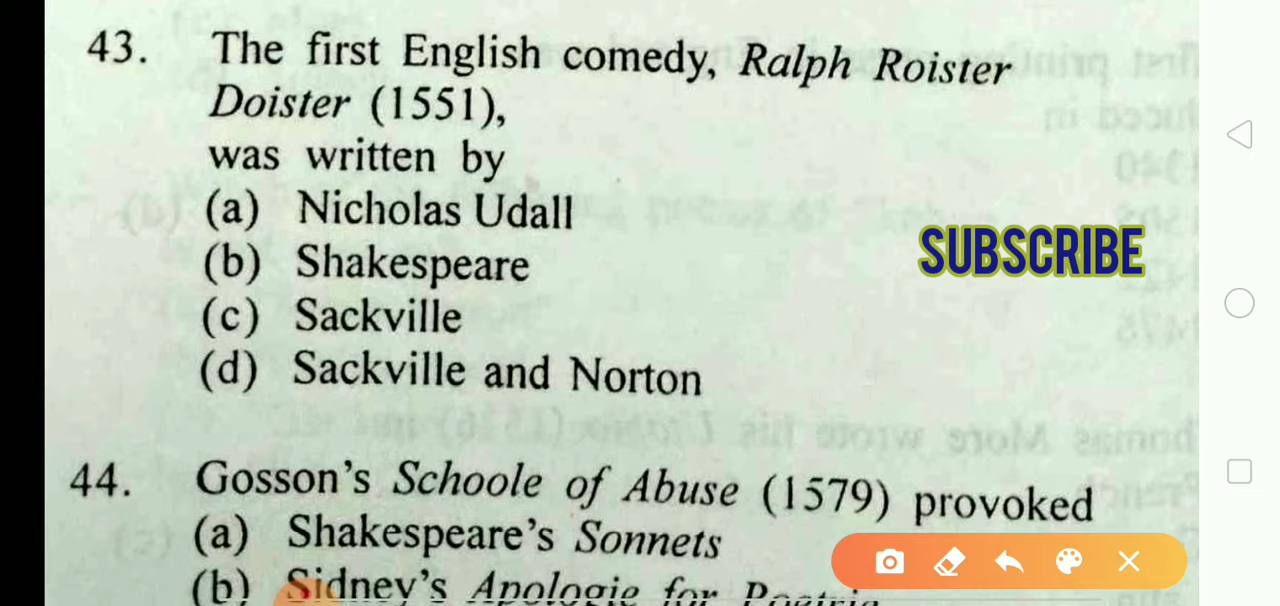 43. The first English comedy, Ralph Roister
Doister (1551),
was written by
(a) Nicholas Udall
(b) Shakespeare
(c) Sackville
(d) Sackville and Norton
SUBSCRIBE
44. Gosson's Schoole of Abuse (1579) provoked
(a) Shakespeare's Sonnets
(b) Sidney's Apologie for Poetrie